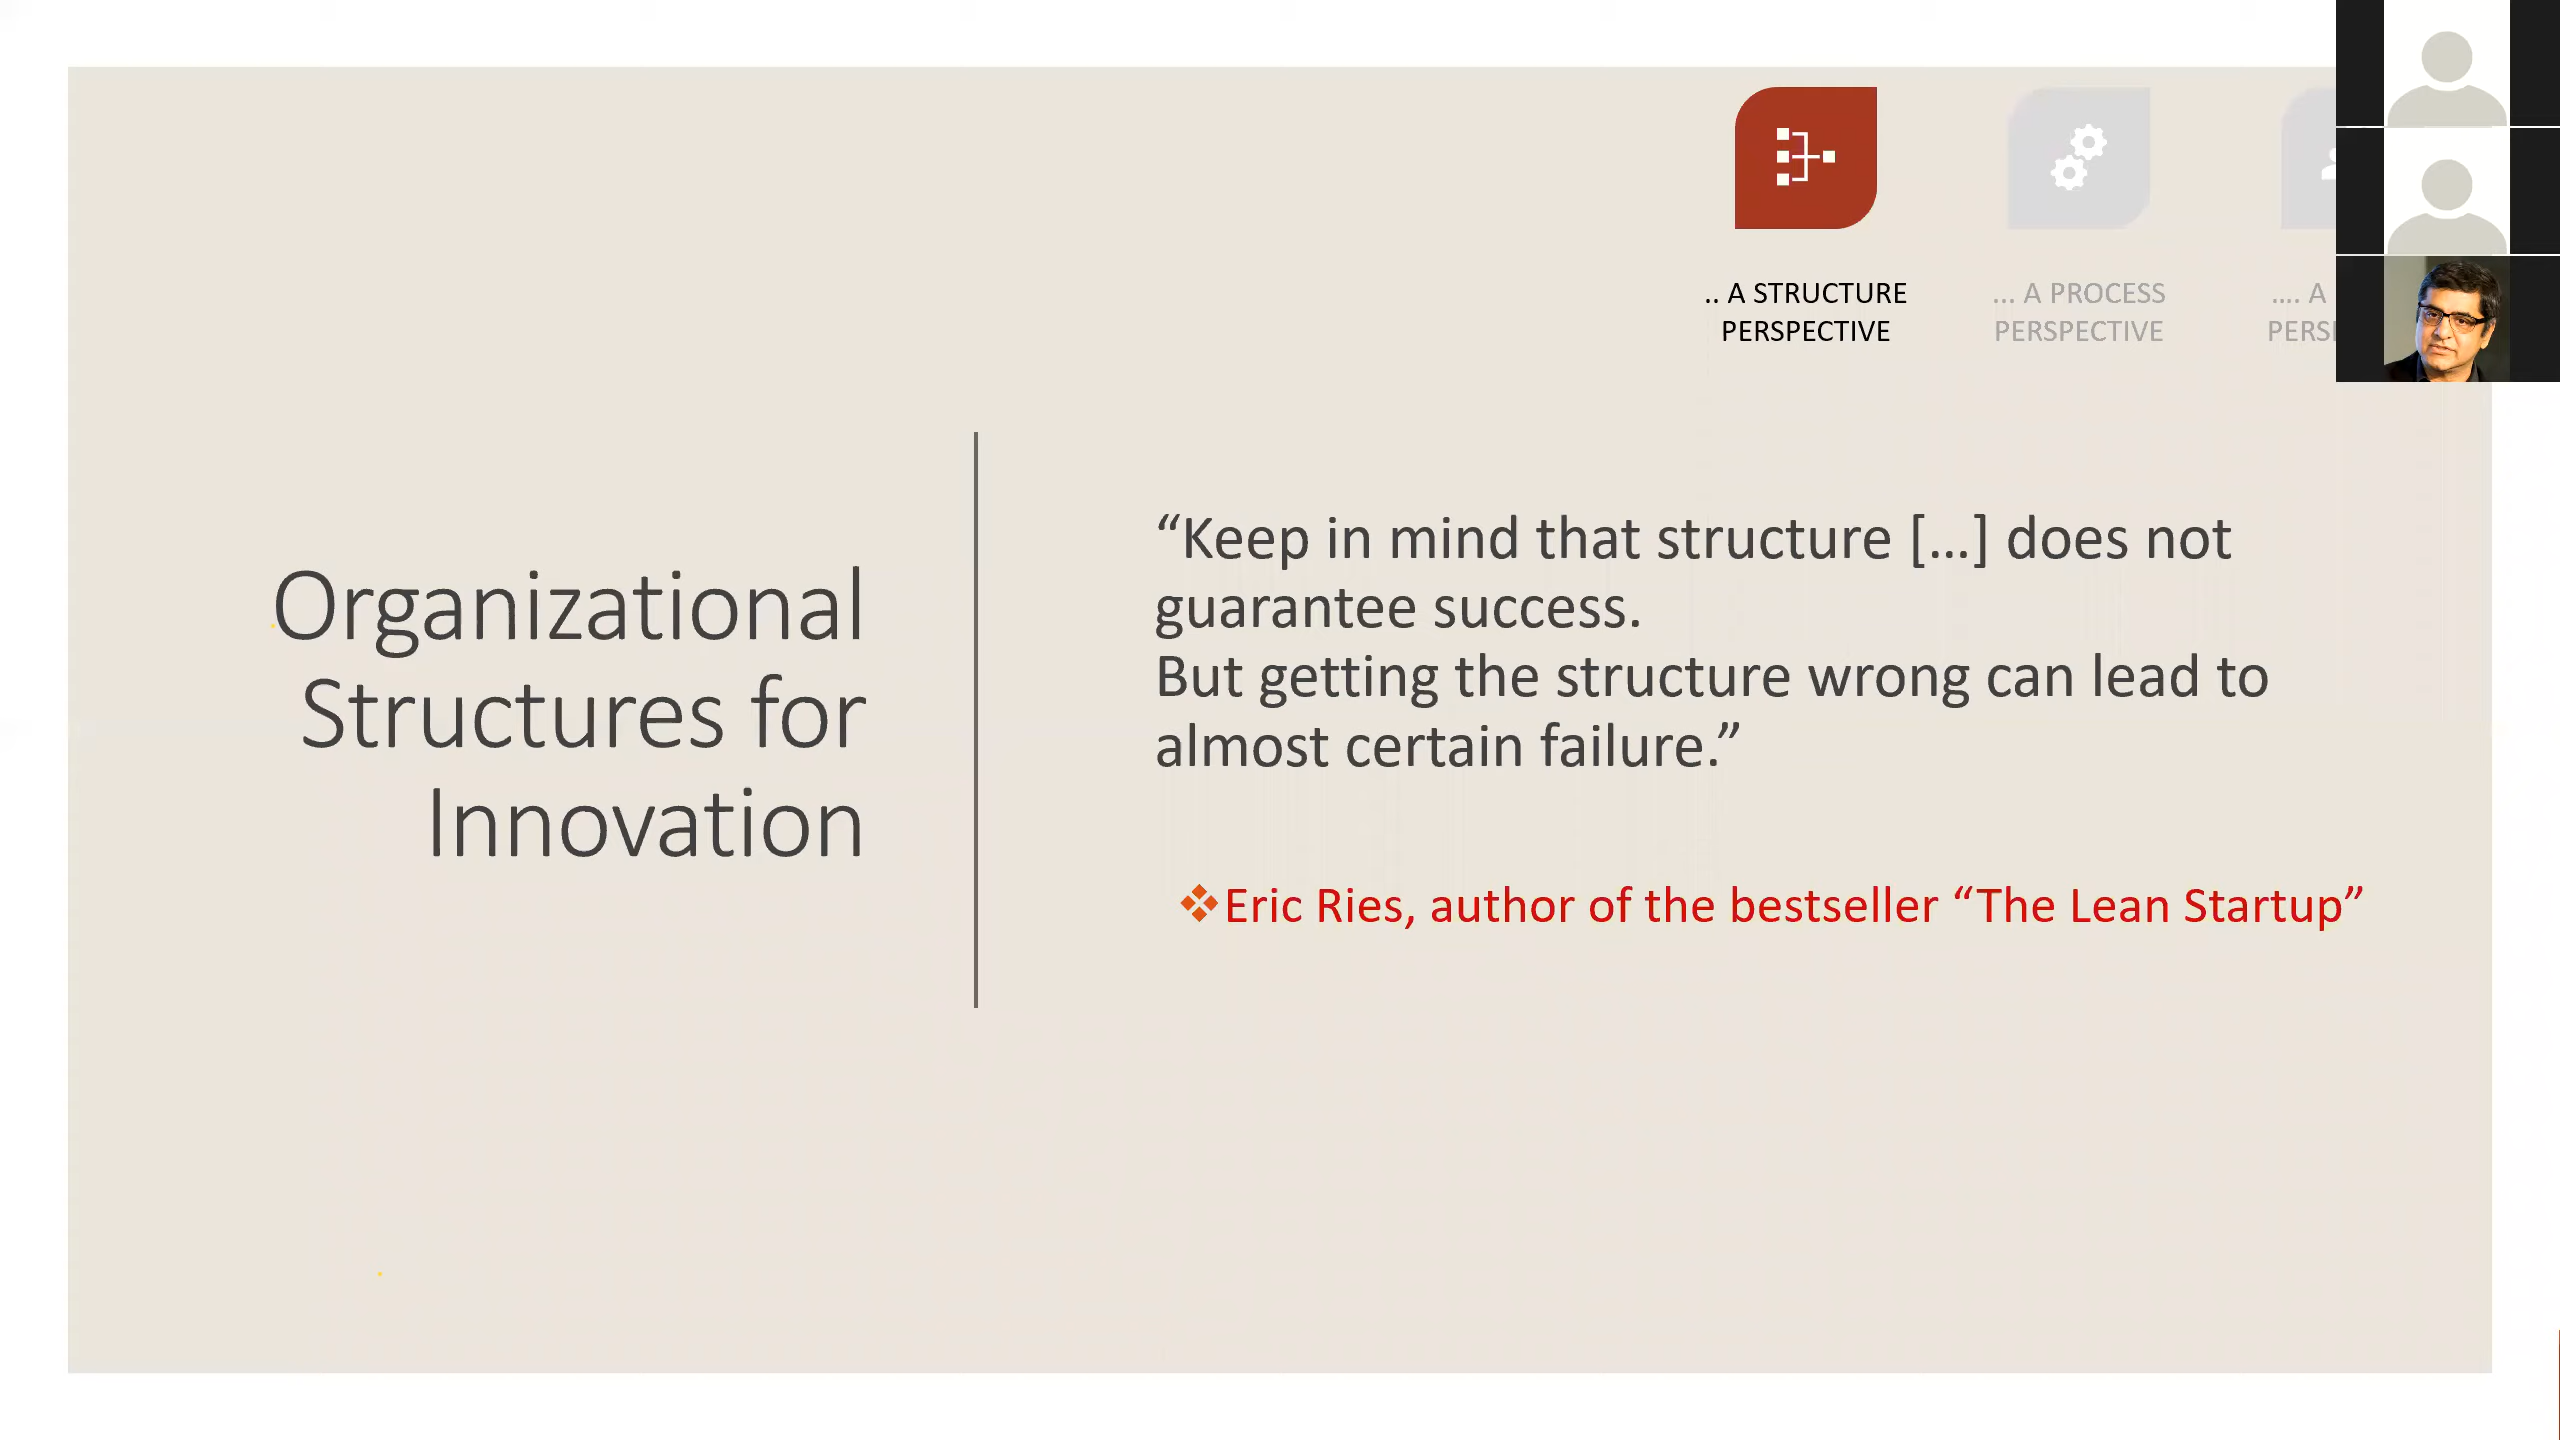 .. A STRUCTURE
PERSPECTIVE
... A PROCESS
PERSPECTIVE
.... A
Organizational
Structures for
Innovation
“Keep in mind that structure […] does not
guarantee success.
But getting the structure wrong can lead to
almost certain failure.”
Eric Ries, author of the bestseller “The Lean Startup”